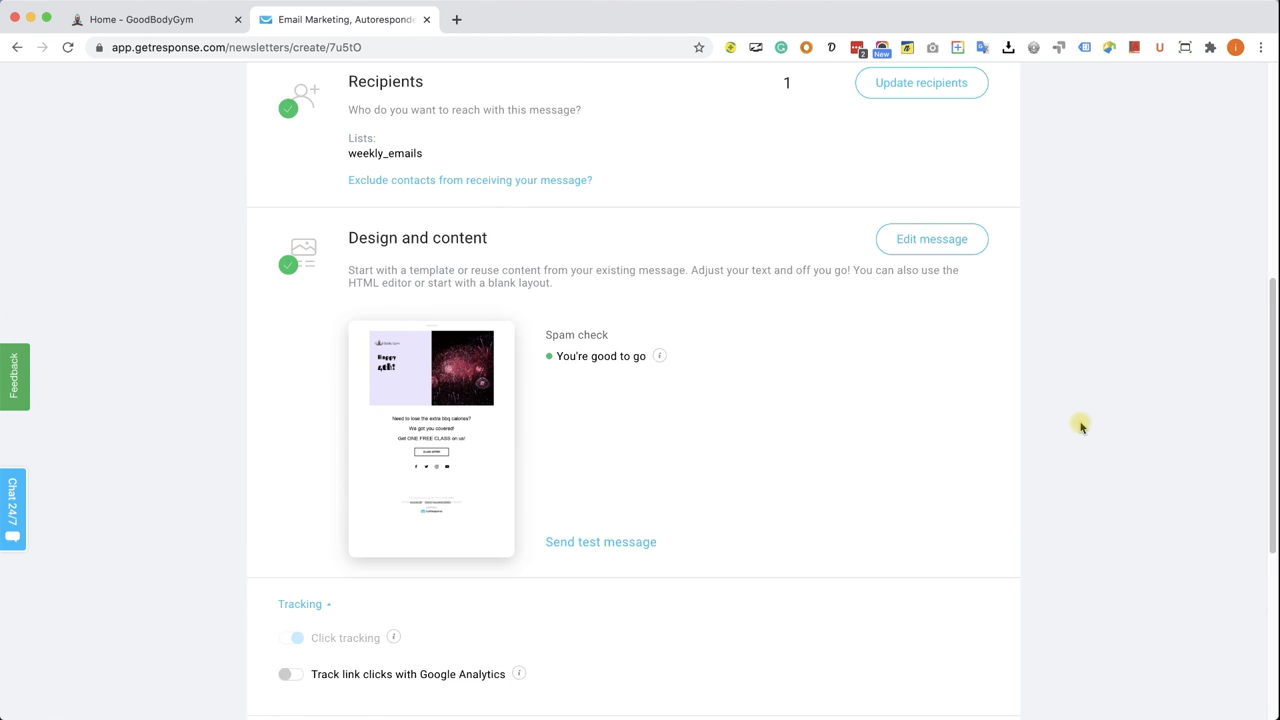 Home - GoodBodyGym
Email Marketing, Autoresponde
app.getresponse.com/newsletters/create/7u5tO
2
New
i
Recipients
1
Update recipients
Who do you want to reach with this message?
Lists:
weekly_emails
Exclude contacts from receiving your message?
Design and content
Edit message
Start with a template or reuse content from your existing message. Adjust your text and off you go! You can also use the
HTML editor or start with a blank layout.
Happy
4th!
Need to lose the extra bbq calories?
We got you covered!
Get ONE FREE CLASS on us!
Spam check
You're good to go
Send test message
Feedback
Chat 24/7
Tracking
Click tracking
Track link clicks with Google Analytics